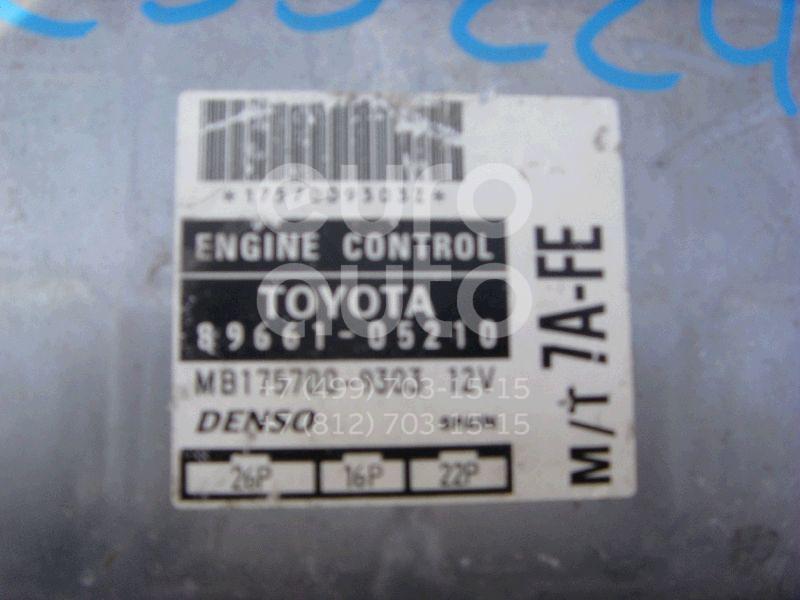 ENGINE CONTROL
TOYOTA
89661-05210
12V
DENSO
26P 16P 22P
M/T 7A-FE
euro
auto
+7 (499) 703-15-15
+7 (812) 703-15-15